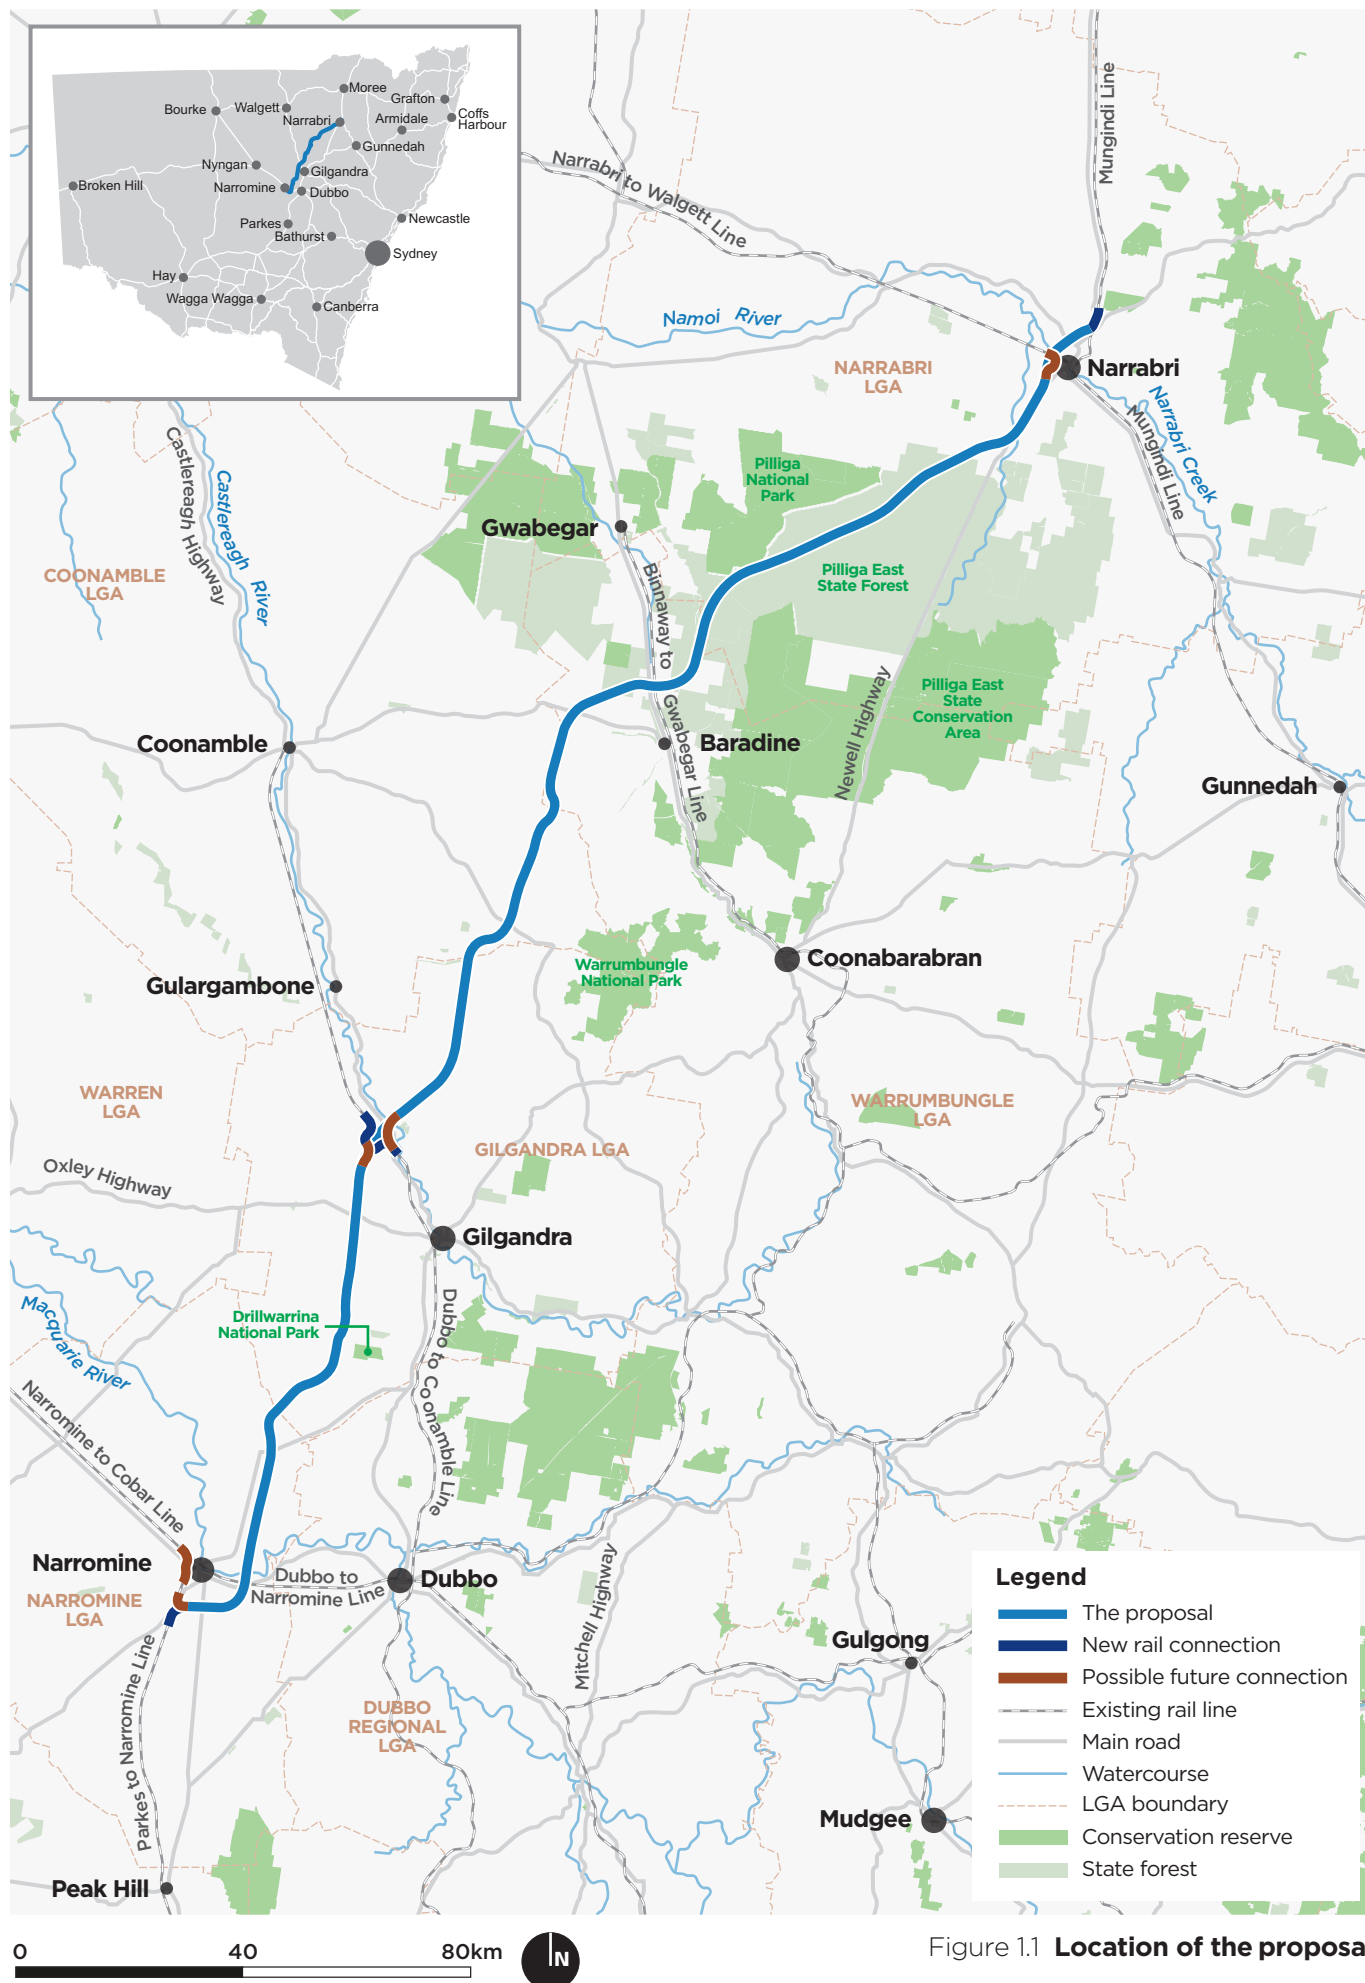 Moree
Bourke
Walgett
Grafton
Narrabri
Armidale
Coffs
Harbour
Gunnedah
Nyngan
Gilgandra
Broken Hill
Narromine
Dubbo
Parkes
Newcastle
Bathurst
Sydney
Hay
Wagga Wagga
Canberra
Mungindi Line
Narrabri to Walgett Line
Namoi River
NARRABRI
LGA
Narrabri
Narrabri Creek
Mungindi Line
Castlereagh Highway
Castlereagh River
Pilliga
National
Park
Gwabegar
COONAMBLE
LGA
Binnaway to
Gwabegar Line
Pilliga East
State Forest
Newell Highway
Pilliga East
State
Conservation
Area
Coonamble
Baradine
Gunnedah
Warrumbungle
National Park
Coonabarabran
Gulargambone
WARREN
LGA
WARRUMBUNGLE
LGA
GILGANDRA LGA
Oxley Highway
Gilgandra
Macquarie River
Drillwarrina
National Park
Dubbo to Coonamble Line
Narromine to Cobar Line
Narromine
Dubbo to
Narromine Line
Dubbo
NARROMINE
LGA
Mitchell Highway
Parkes to Narromine Line
Gulgong
DUBBO
REGIONAL
LGA
Mudgee
Peak Hill
Legend
The proposal
New rail connection
Possible future connection
Existing rail line
Main road
Watercourse
LGA boundary
Conservation reserve
State forest
0 40 80km
N
Figure 1.1 Location of the proposa